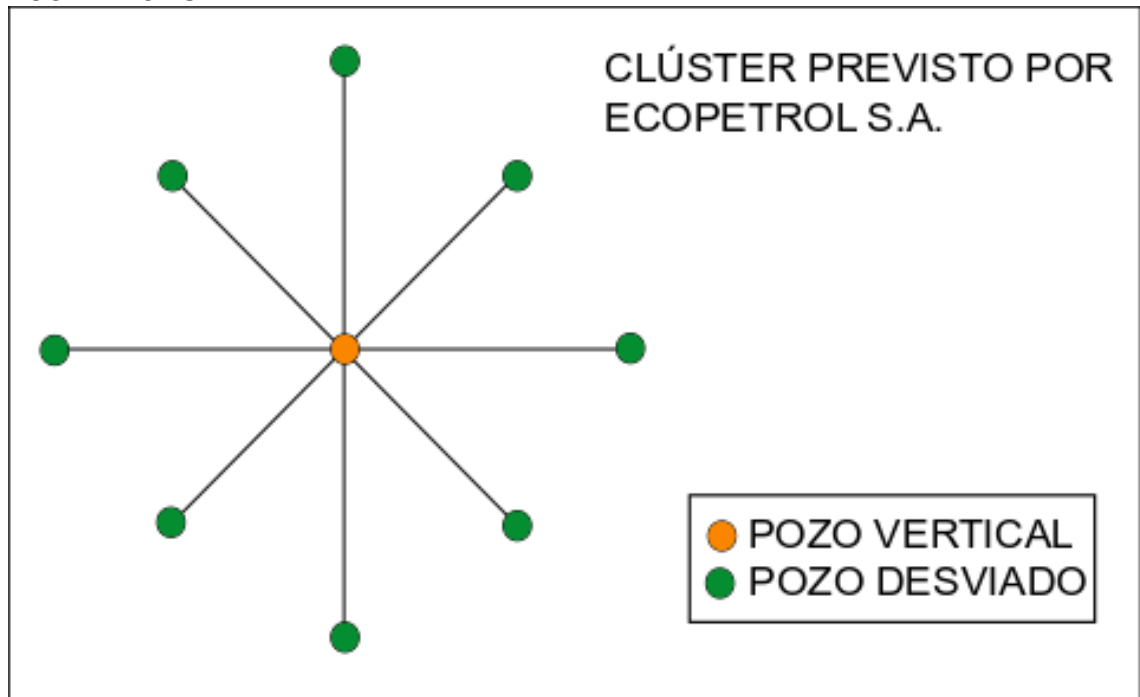 CLÚSTER PREVISTO POR
ECOPETROL S.A.
POZO VERTICAL
POZO DESVIADO